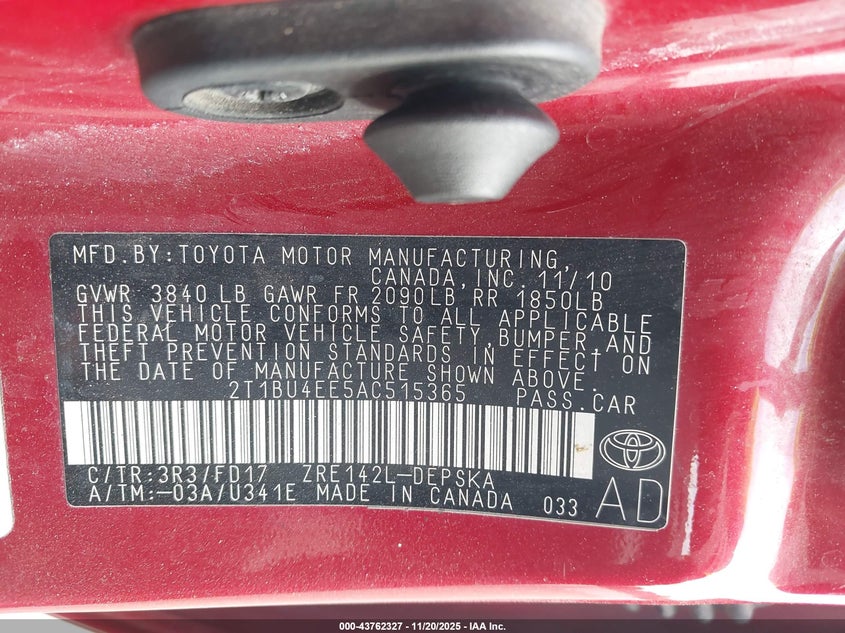 MFD.BY:TOYOTA MOTOR MANUFACTURING,
CANADA,INC. 11/10
GVWR 3840 LB GAWR FR 2090LB RR 1850LB
THIS VEHICLE CONFORMS TO ALL APPLICABLE
FEDERAL MOTOR VEHICLE SAFETY,BUMPER,AND
THEFT PREVENTION STANDARDS IN EFFECT ON
THE DATE OF MANUFACTURE SHOWN ABOVE.
2T1BU4EE5AC515365 PASS.CAR
C/TR:3R3/FD17 ZRE142L-DEPSKA
A/TM:-03A/U341E MADE IN CANADA 033 AD
000-43762327 - 11/20/2025 - IAA Inc.